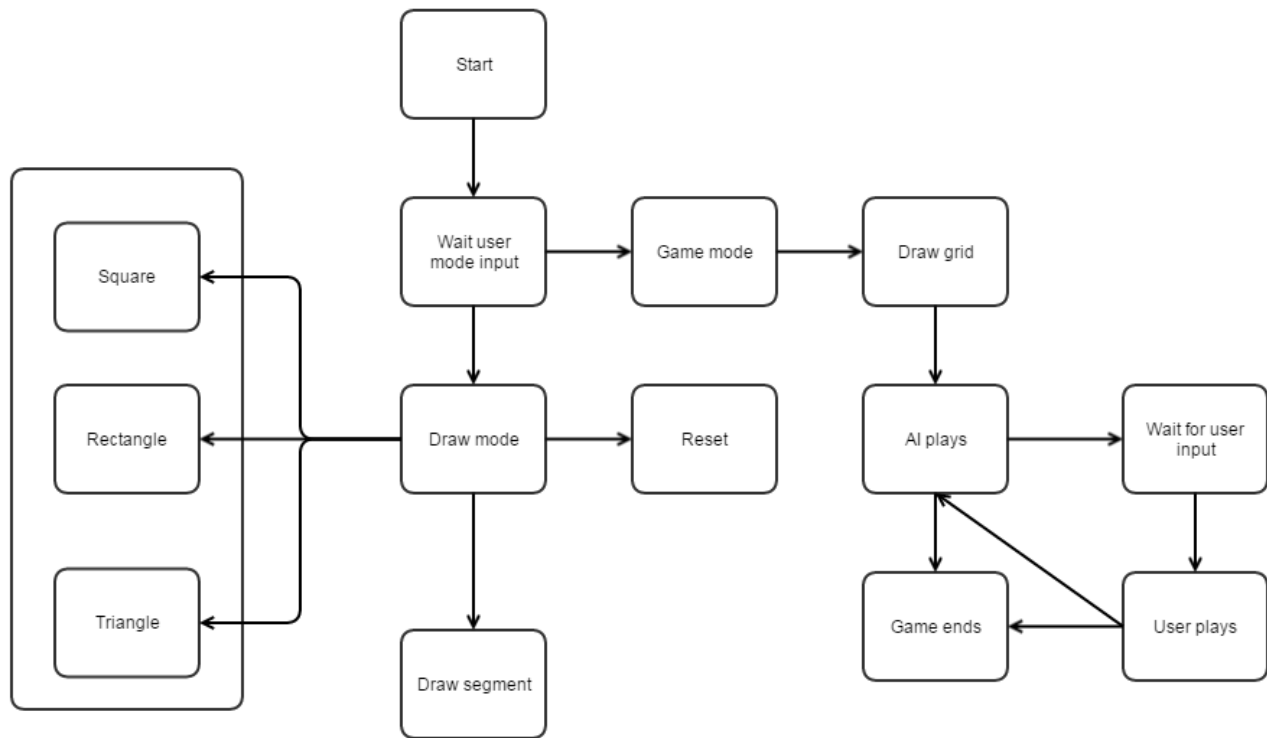 Start
Wait user
mode input
Game mode
Draw grid
Square
Rectangle
Draw mode
Reset
AI plays
Wait for user
input
Triangle
Draw segment
Game ends
User plays